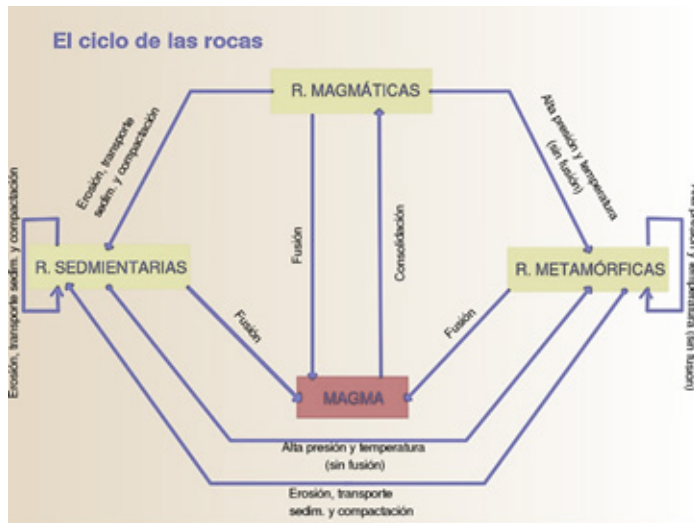 El ciclo de las rocas
R. MAGMÁTICAS
Erosión, transporte
sedim. y compactación
Alta presión y temperatura
(sin fusión)
Erosión, transporte sedim. y compactación
R. SEDMIENTARIAS
Fusión
Consolidación
R. METAMÓRFICAS
presión y temperatura (sin fusión)
Fusión
Fusión
MAGMA
Alta presión y temperatura
(sin fusión)
Erosión, transporte
sedim. y compactación